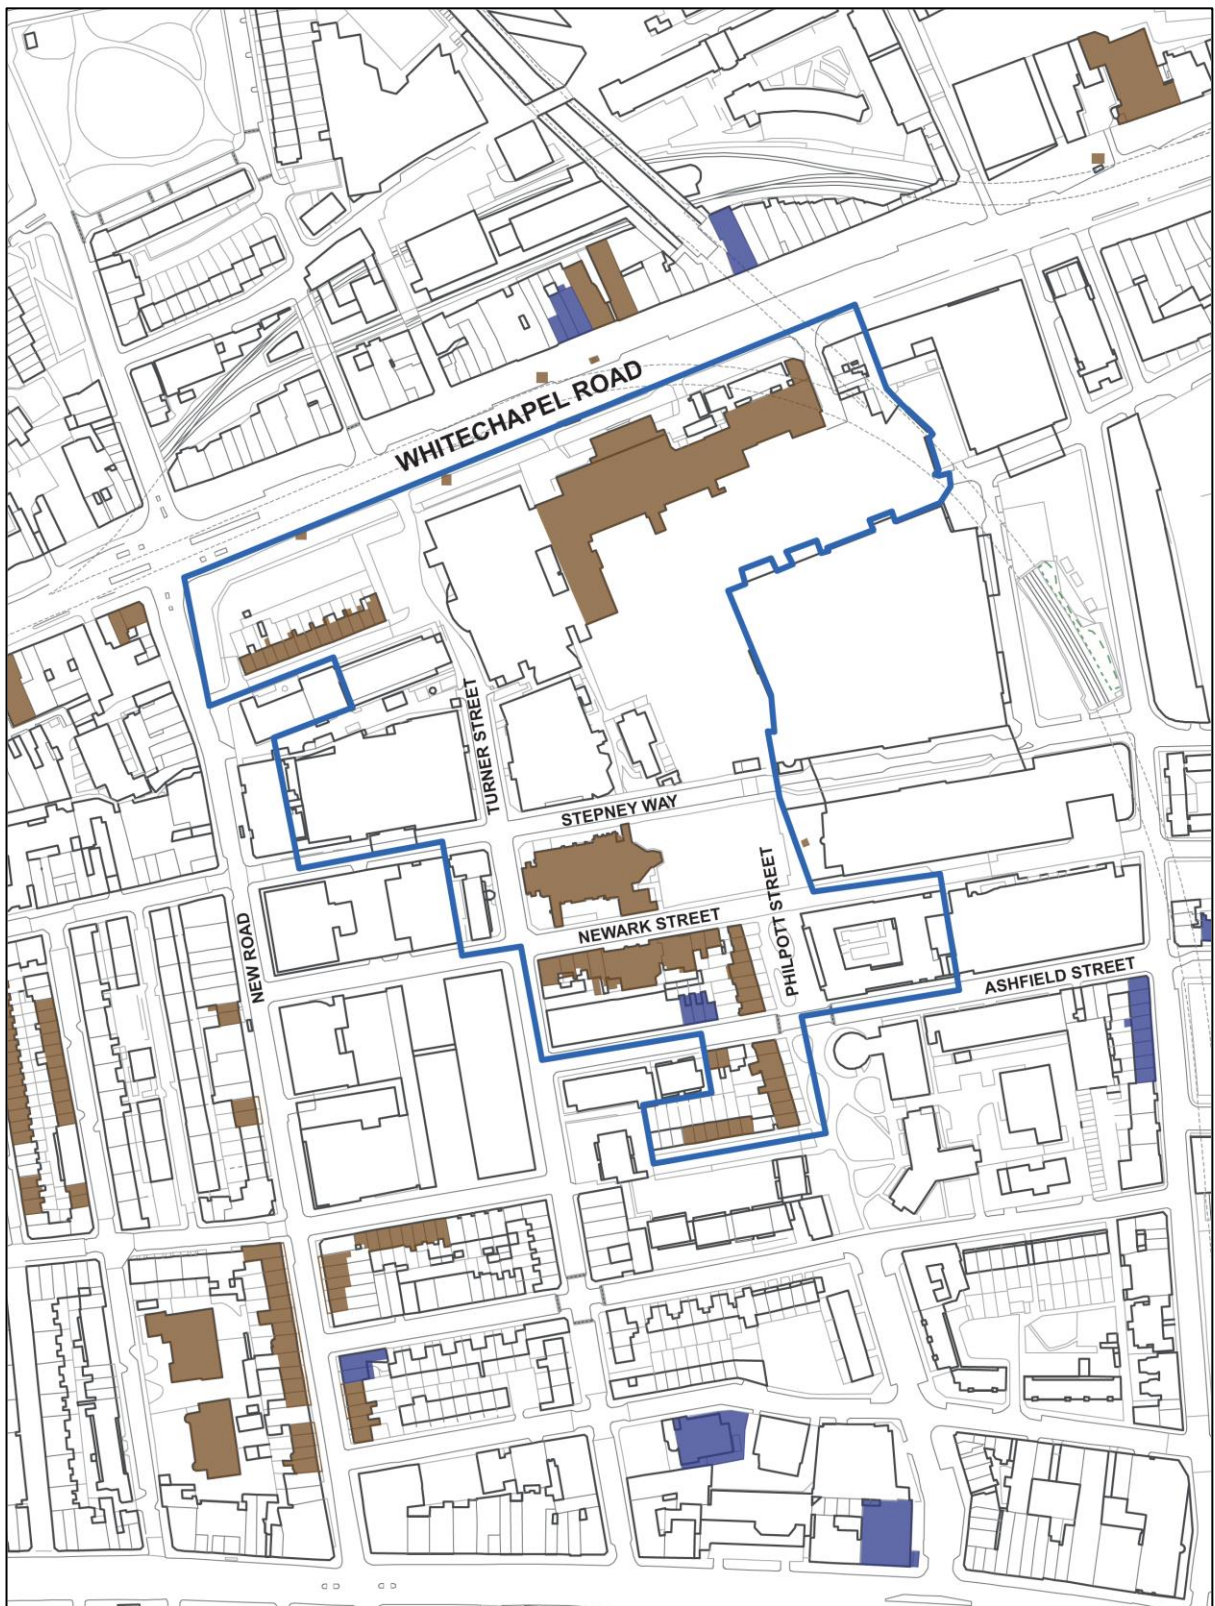 WHITECHAPEL ROAD
TURNER STREET
STEPNEY WAY
PHILPOTT STREET
NEWARK STREET
NEW ROAD
ASHFIELD STREET